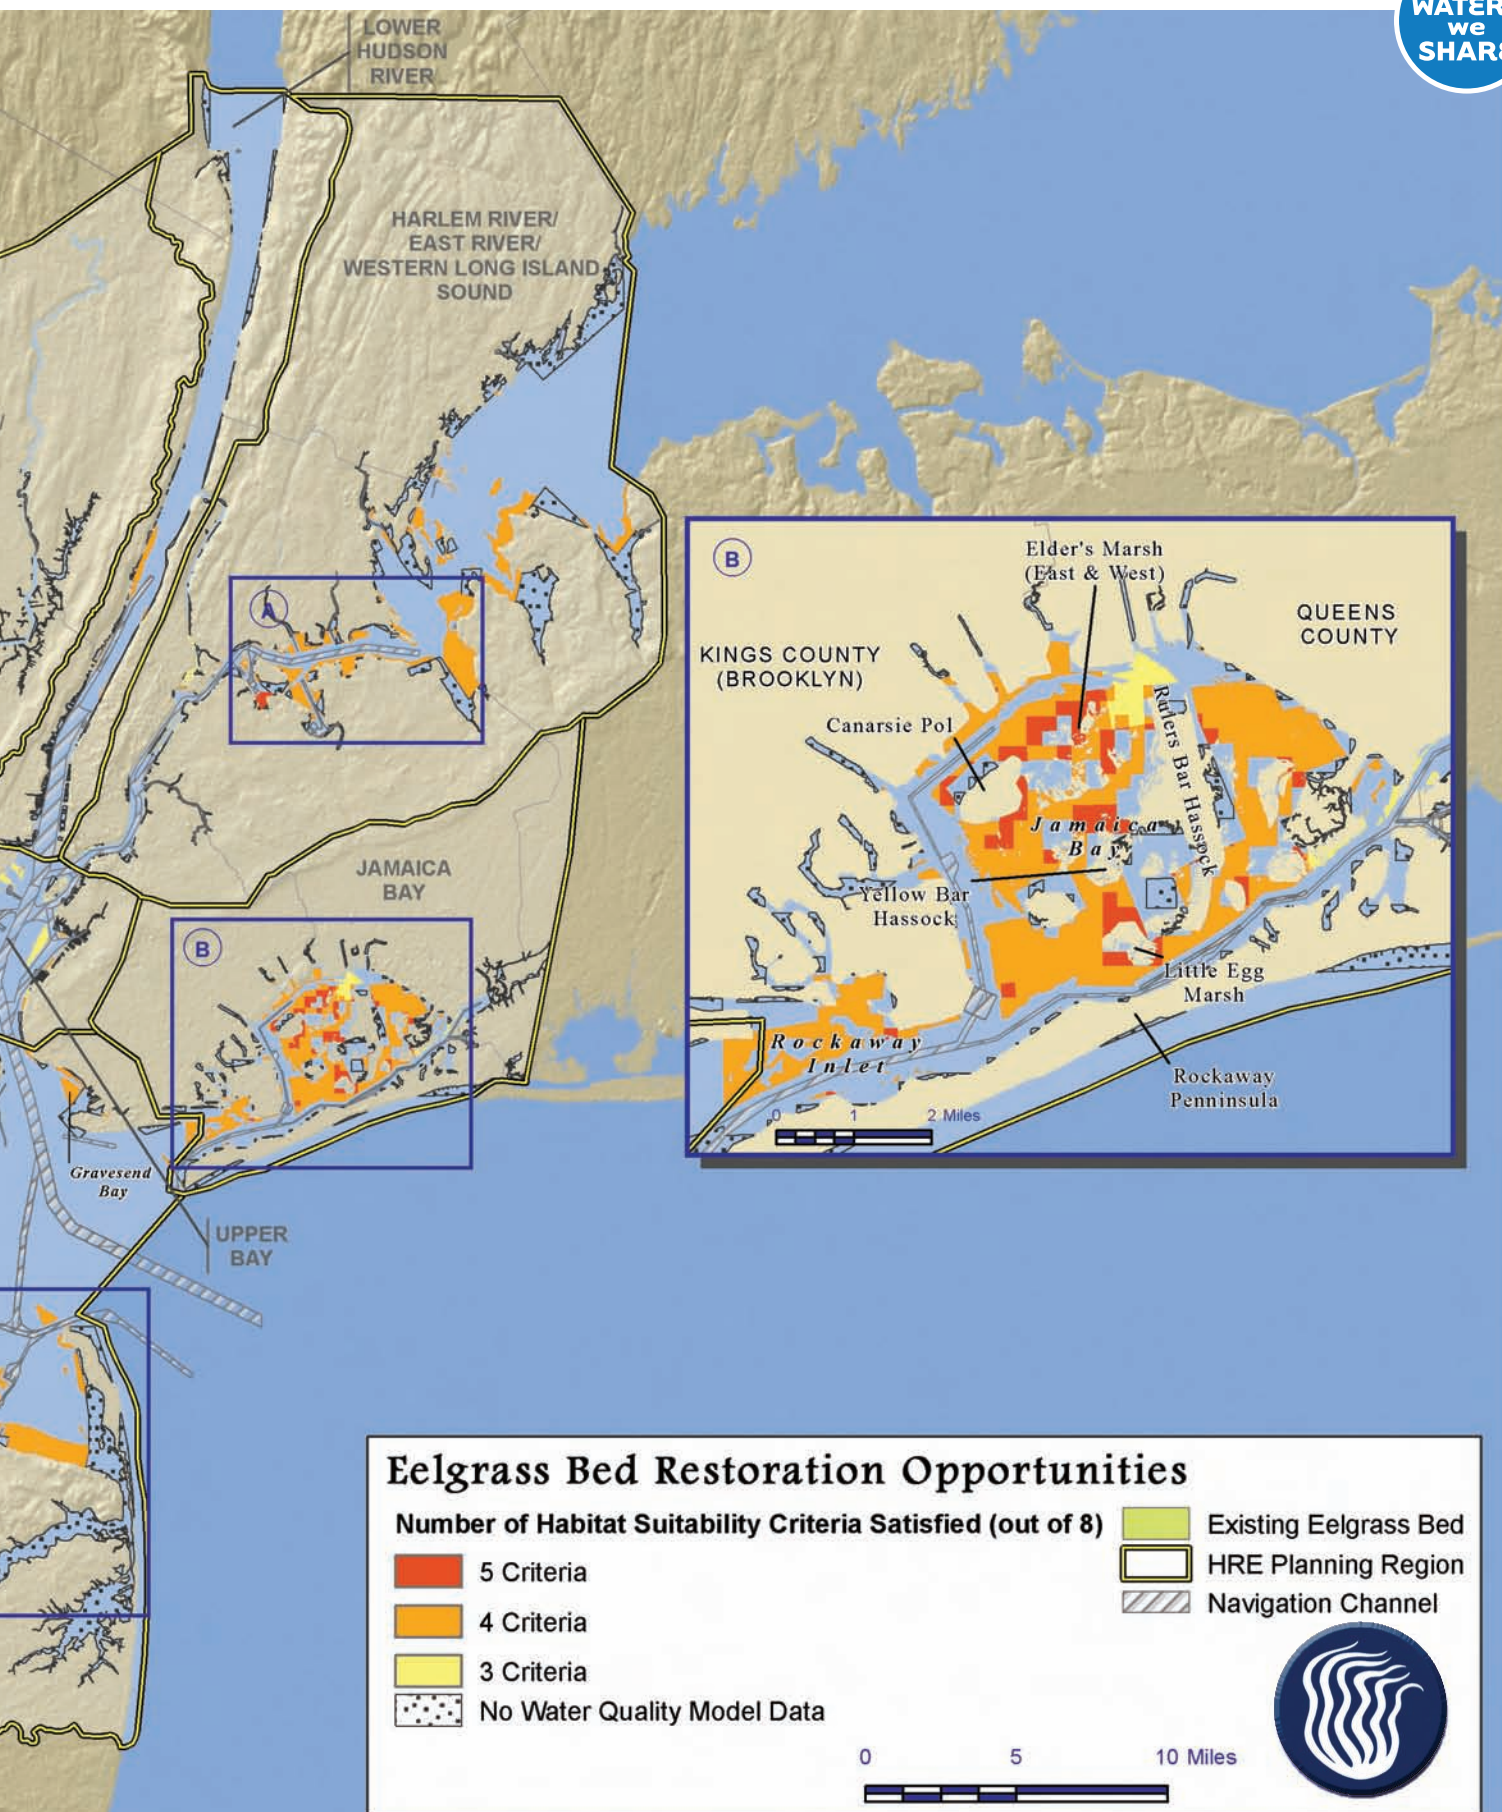 WATERS
we
SHARE
LOWER
HUDSON
RIVER
HARLEM RIVER/
EAST RIVER/
WESTERN LONG ISLAND
SOUND
A
JAMAICA
BAY
B
Gravesend
Bay
UPPER
BAY
B
Elder's Marsh
(East & West)
QUEENS
COUNTY
KINGS COUNTY
(BROOKLYN)
Canarsie Pol
Rulers Bar Hassock
Jamaica
Bay
Yellow Bar
Hassock
Little Egg
Marsh
Rockaway
Inlet
Rockaway
Penninsula
0 1 2 Miles
Eelgrass Bed Restoration Opportunities
Number of Habitat Suitability Criteria Satisfied (out of 8)
5 Criteria
4 Criteria
3 Criteria
No Water Quality Model Data
Existing Eelgrass Bed
HRE Planning Region
Navigation Channel
0 5 10 Miles